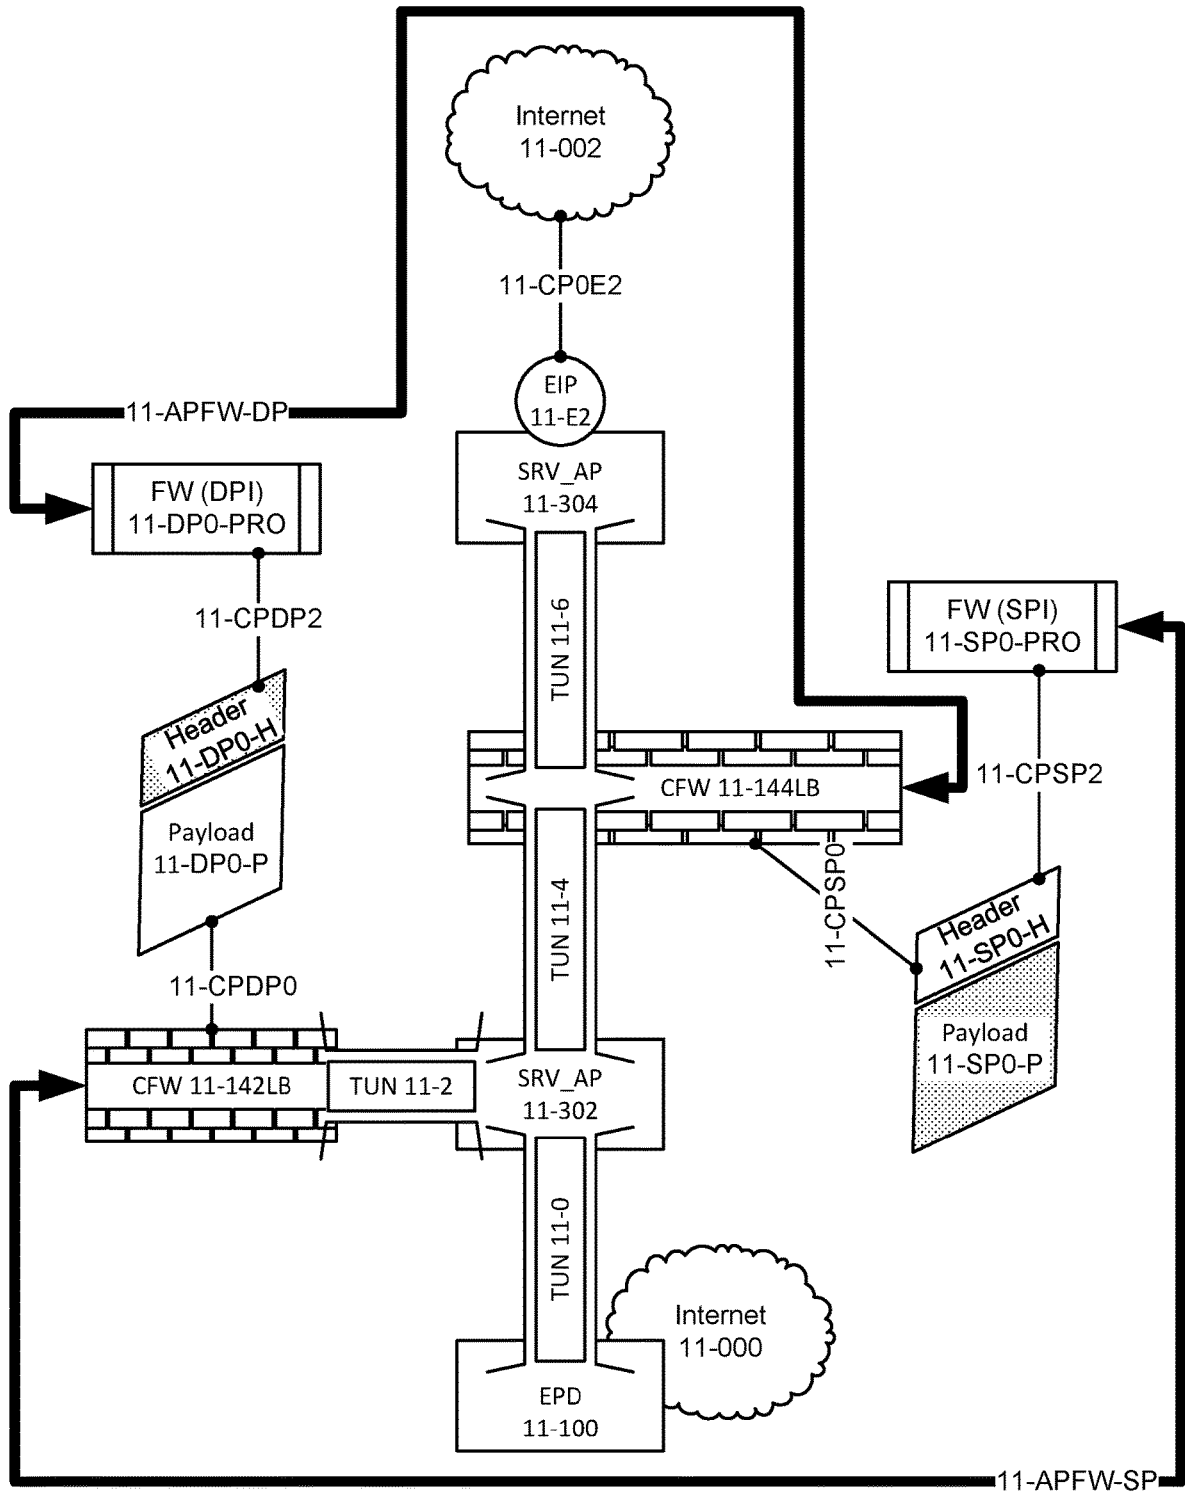 Internet
11-002
11-CP0E2
EIP
11-E2
11-APFW-DP
SRV_AP
11-304
FW (DPI)
11-DP0-PRO
11-CPDP2
TUN 11-6
FW (SPI)
11-SP0-PRO
Header
11-DP0-H
CFW 11-144LB
11-CPSP2
Payload
11-DP0-P
11-CPSP0
TUN 11-4
Header
11-SP0-H
11-CPDP0
Payload
11-SP0-P
CFW 11-142LB
TUN 11-2
SRV_AP
11-302
TUN 11-0
Internet
11-000
EPD
11-100
11-APFW-SP